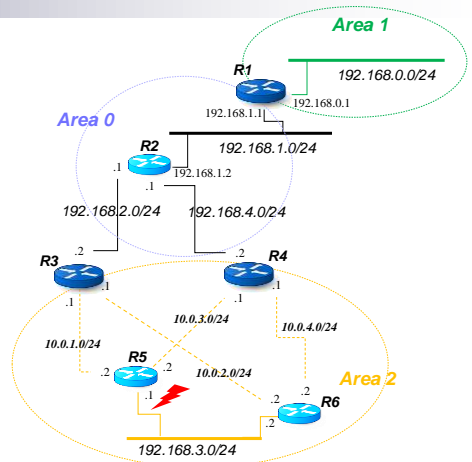 Area 1
R1
192.168.0.0/24
192.168.1.1
192.168.0.1
Area 0
R2
192.168.1.0/24
.1
192.168.1.2
.1
192.168.2.0/24
192.168.4.0/24
.2
.2
R3
R4
.1
.1
.1
.1
10.0.3.0/24
10.0.4.0/24
10.0.1.0/24
R5
10.0.2.0/24
Area 2
.2
.2
.2
.1
.2
R6
.2
192.168.3.0/24